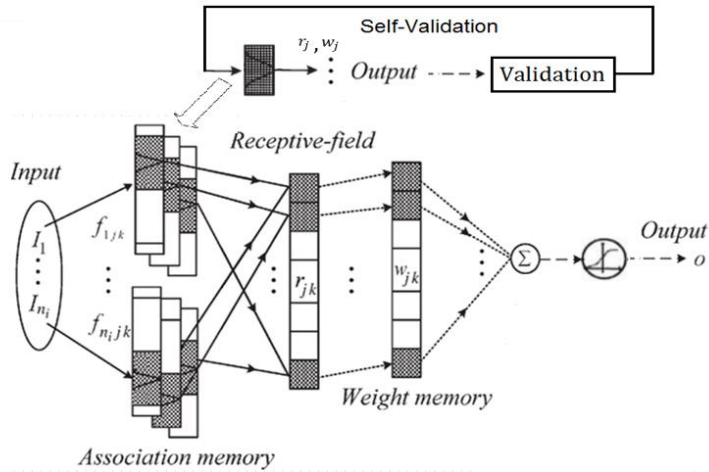 Self-Validation
r_j , w_j
Output
Validation
Receptive-field
Input
I_1
I_{n_i}
f_{1jk}
f_{n_i jk}
r_{jk}
w_{jk}
Σ
Output
o
Weight memory
Association memory